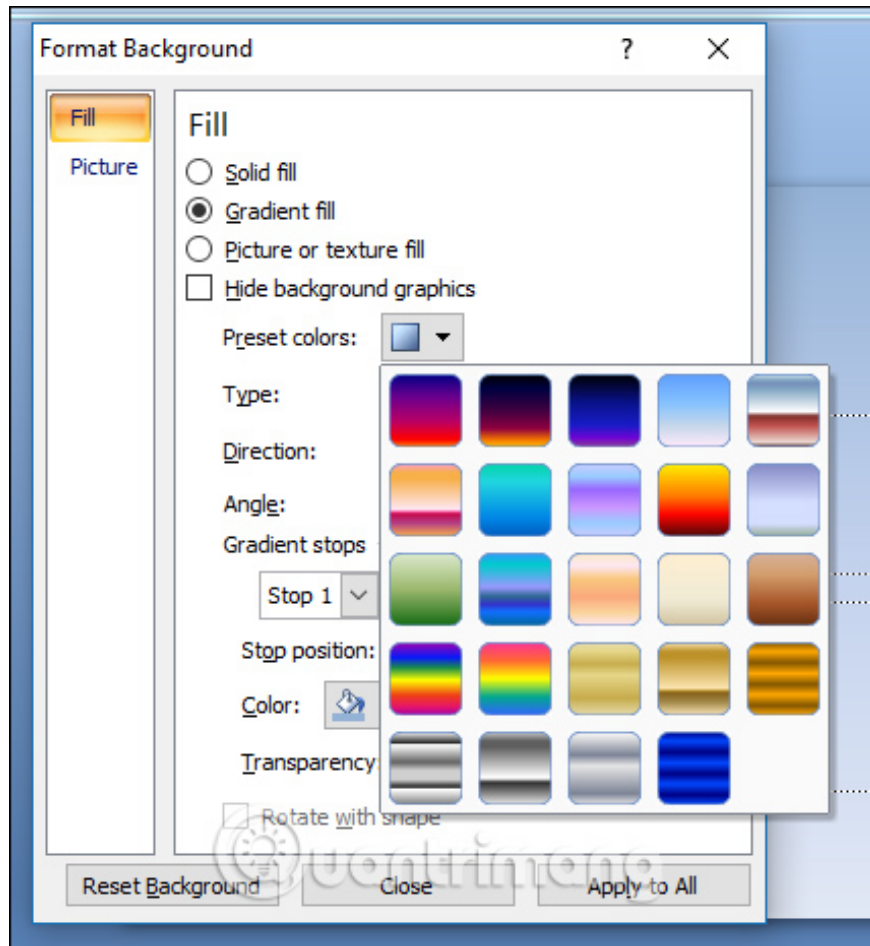 Format Background ?
Fill
Picture
Fill
Solid fill
Gradient fill
Picture or texture fill
Hide background graphics
Preset colors:
Type:
Direction:
Angle:
Gradient stops
Stop 1
Stop position:
Color:
Transparency
Rotate with shape
Quantrimang
Reset Background Close Apply to All